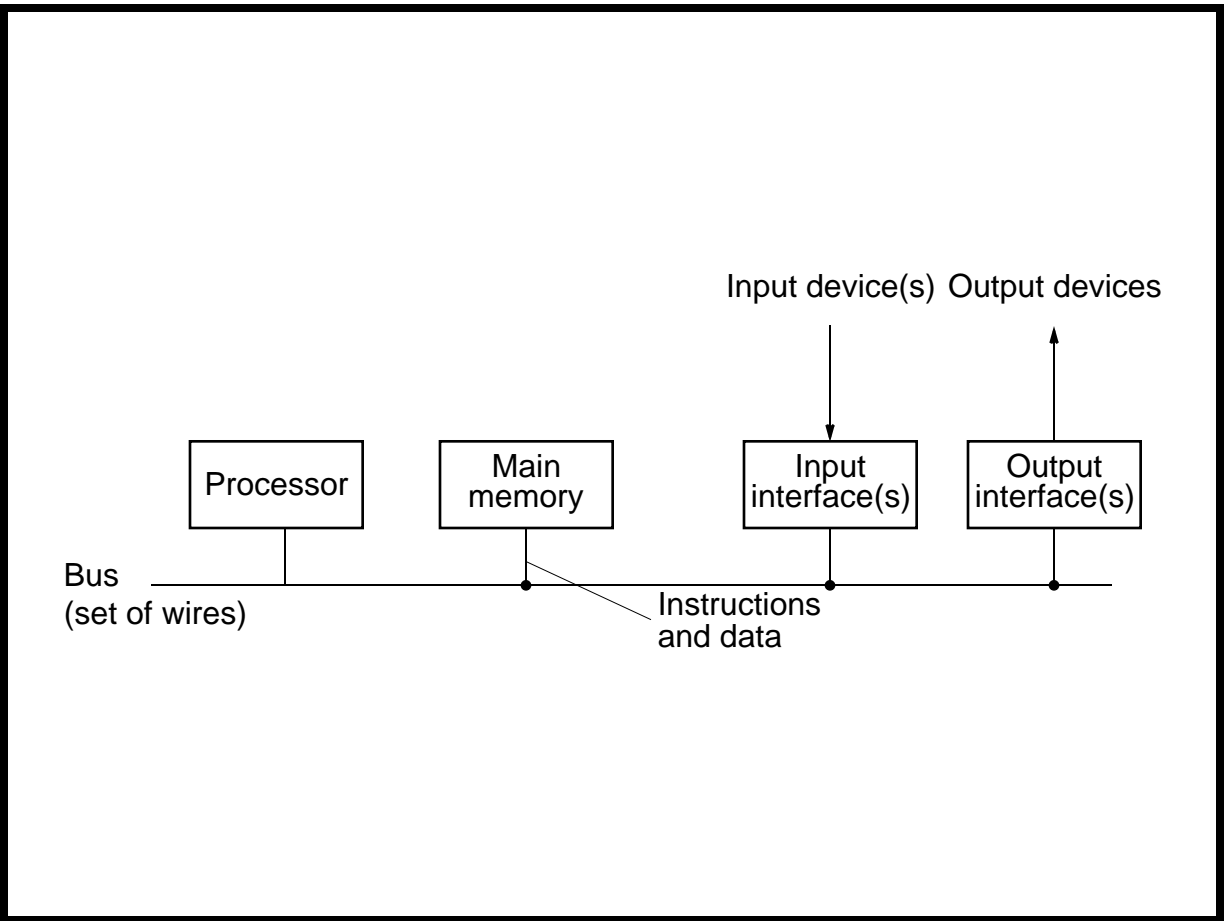 Input device(s) Output devices
Processor
Main
memory
Input
interface(s)
Output
interface(s)
Bus
(set of wires)
Instructions
and data